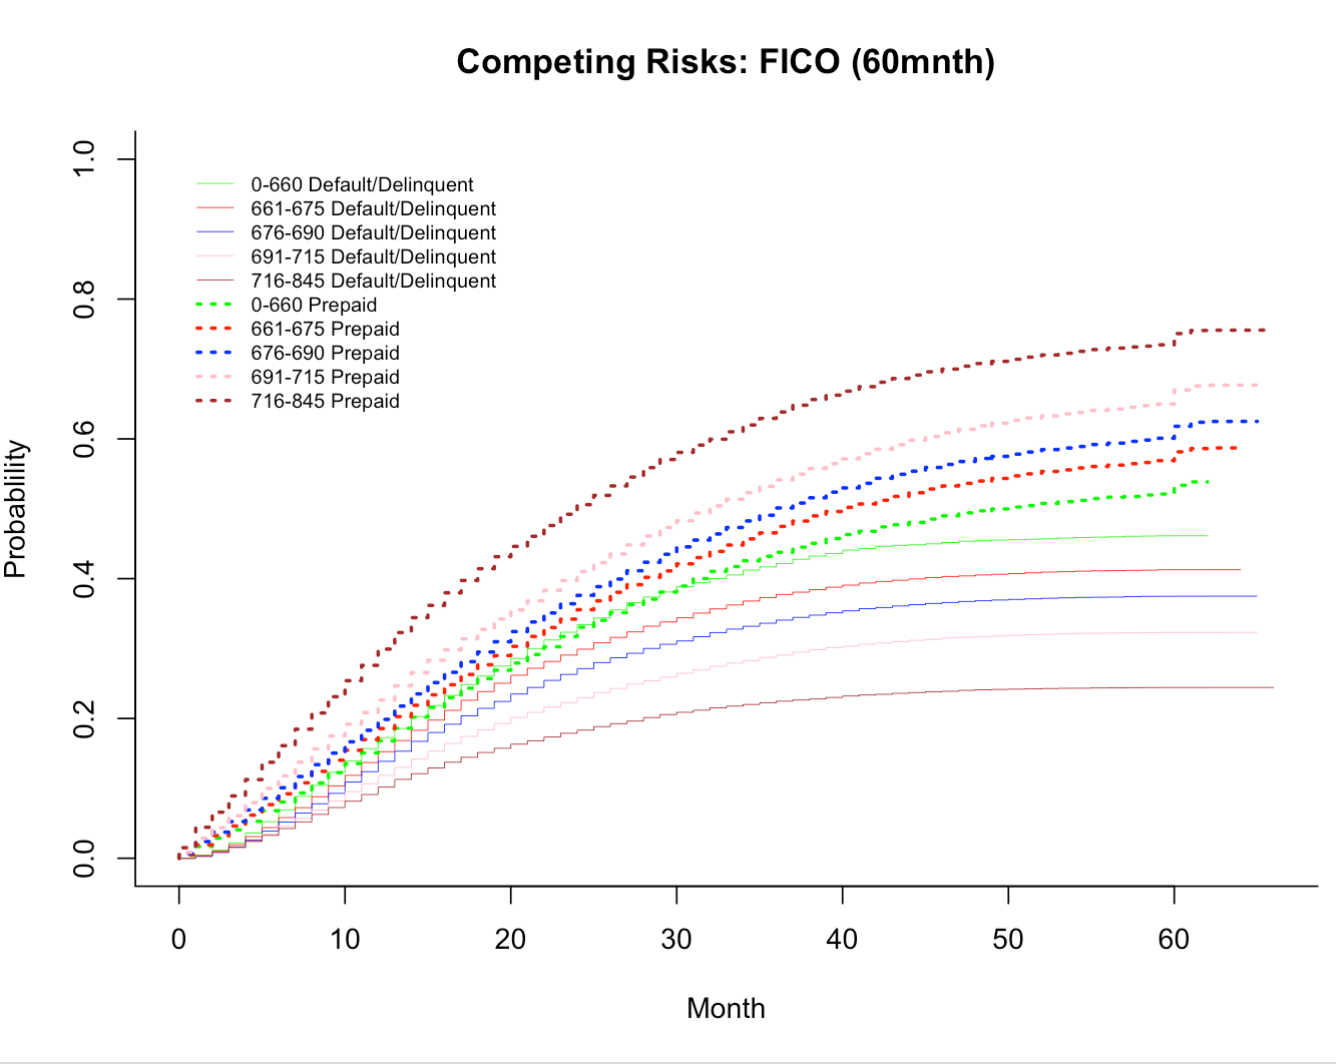 Competing Risks: FICO (60mnth)
1.0
0.8
0.6
0.4
0.2
0.0
Probablility
0-660 Default/Delinquent
661-675 Default/Delinquent
676-690 Default/Delinquent
691-715 Default/Delinquent
716-845 Default/Delinquent
0-660 Prepaid
661-675 Prepaid
676-690 Prepaid
691-715 Prepaid
716-845 Prepaid
0 10 20 30 40 50 60
Month